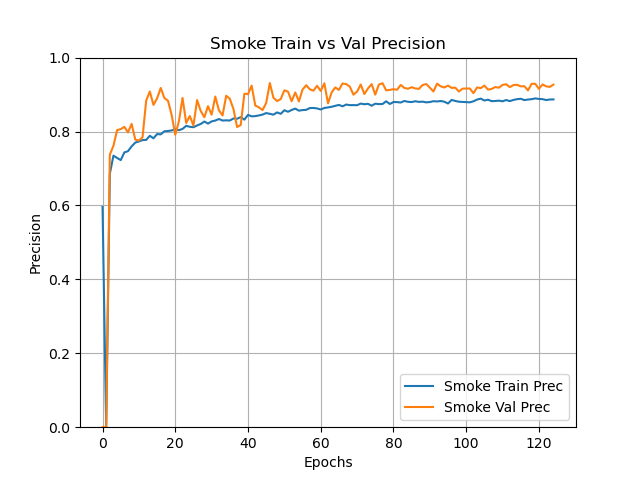 Smoke Train vs Val Precision
1.0
0.8
0.6
0.4
0.2
0.0
Precision
0 20 40 60 80 100 120
Epochs
Smoke Train Prec
Smoke Val Prec